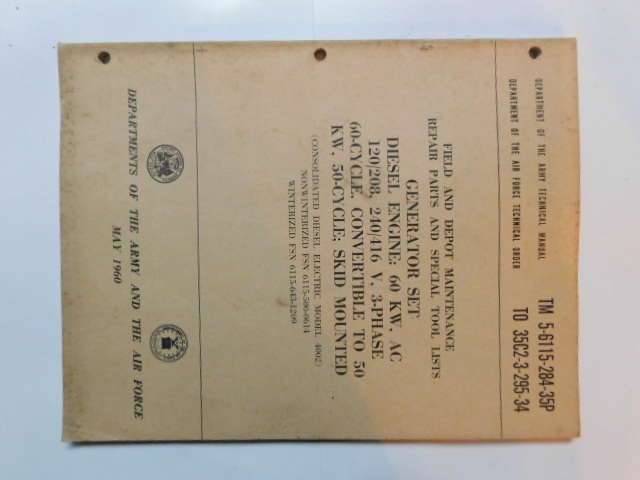 DEPARTMENT OF THE ARMY TECHNICAL MANUAL TM 5-6115-284-35P
DEPARTMENT OF THE AIR FORCE TECHNICAL ORDER TO 35C2-3-295-34
FIELD AND DEPOT MAINTENANCE
REPAIR PARTS AND SPECIAL TOOL LISTS
GENERATOR SET
DIESEL ENGINE; 60 KW, AC
120/208, 240/416 V, 3-PHASE
60-CYCLE, CONVERTIBLE TO 50
KW, 50-CYCLE; SKID MOUNTED
(CONSOLIDATED DIESEL ELECTRIC MODEL 4002)
NONWINTERIZED FSN 6115-500-0614
WINTERIZED FSN 6115-643-1209
DEPARTMENTS OF THE ARMY AND THE AIR FORCE
MAY 1960